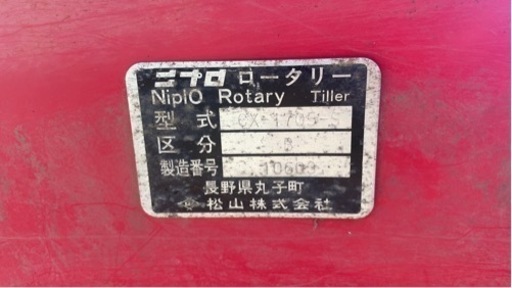 ニプロ ロータリー
NiplO Rotary Tiller
型式
区分
製造番号 10603
長野県丸子町
松山株式会社